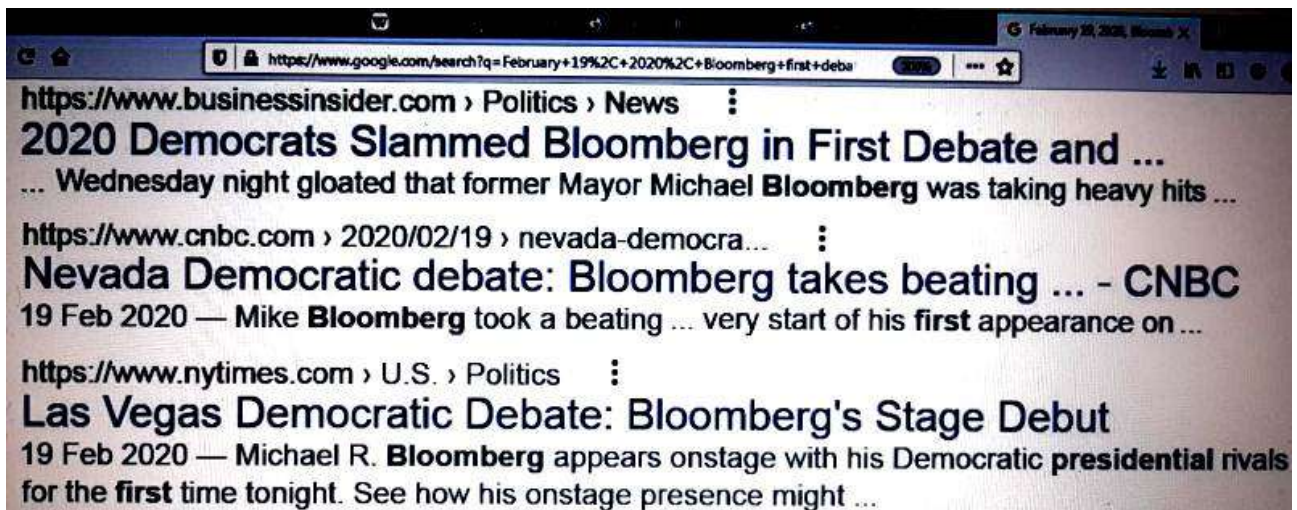 G February 19, 2020, Bloomb X
https://www.google.com/search?q=February+19%2C+2020%2C+Bloomberg+first+deba
https://www.businessinsider.com › Politics › News
2020 Democrats Slammed Bloomberg in First Debate and ...
... Wednesday night gloated that former Mayor Michael Bloomberg was taking heavy hits ...
https://www.cnbc.com › 2020/02/19 › nevada-democra...
Nevada Democratic debate: Bloomberg takes beating ... - CNBC
19 Feb 2020 — Mike Bloomberg took a beating ... very start of his first appearance on ...
https://www.nytimes.com › U.S. › Politics
Las Vegas Democratic Debate: Bloomberg's Stage Debut
19 Feb 2020 — Michael R. Bloomberg appears onstage with his Democratic presidential rivals
for the first time tonight. See how his onstage presence might ...